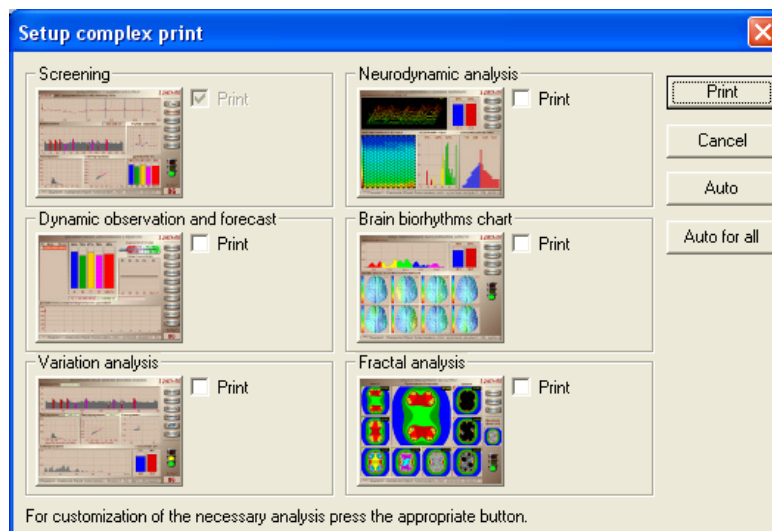 Setup complex print
Screening
Print
Neurodynamic analysis
Print
Print
Cancel
Auto
Auto for all
Dynamic observation and forecast
Print
Brain biorhythms chart
Print
Variation analysis
Print
Fractal analysis
Print
For customization of the necessary analysis press the appropriate button.